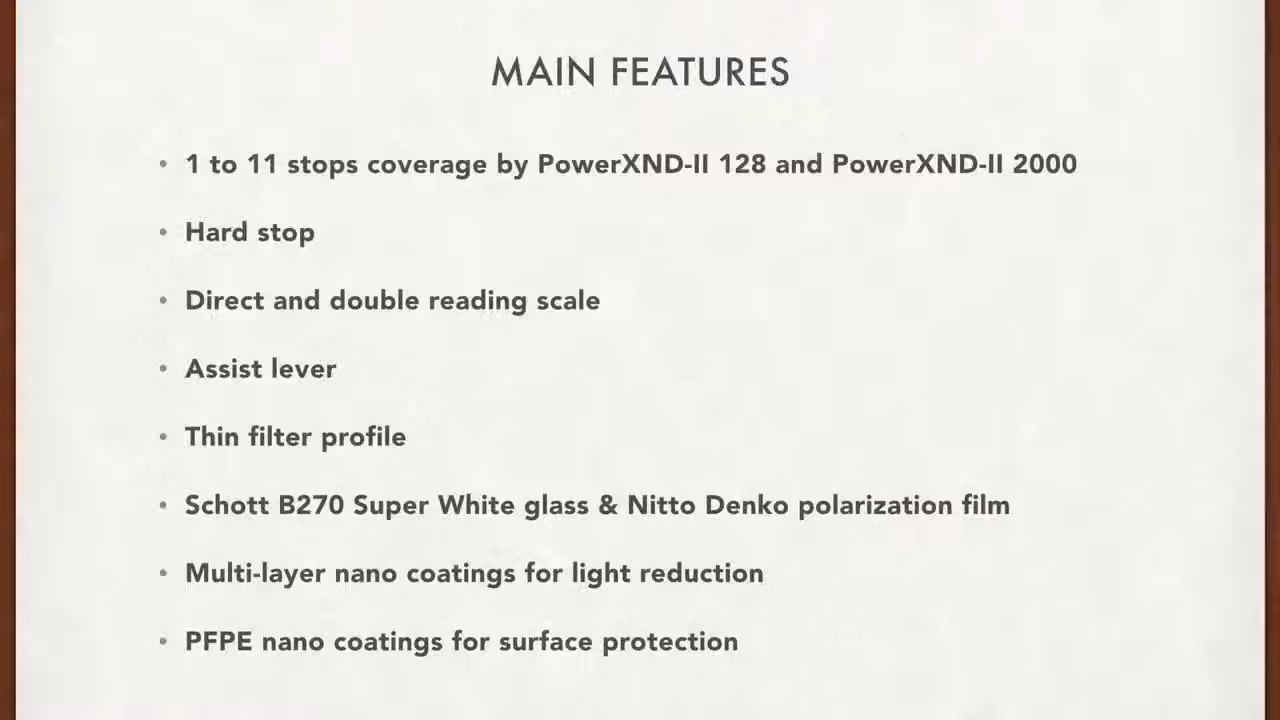 MAIN FEATURES
• 1 to 11 stops coverage by PowerXND-II 128 and PowerXND-II 2000
• Hard stop
• Direct and double reading scale
• Assist lever
• Thin filter profile
• Schott B270 Super White glass & Nitto Denko polarization film
• Multi-layer nano coatings for light reduction
• PFPE nano coatings for surface protection